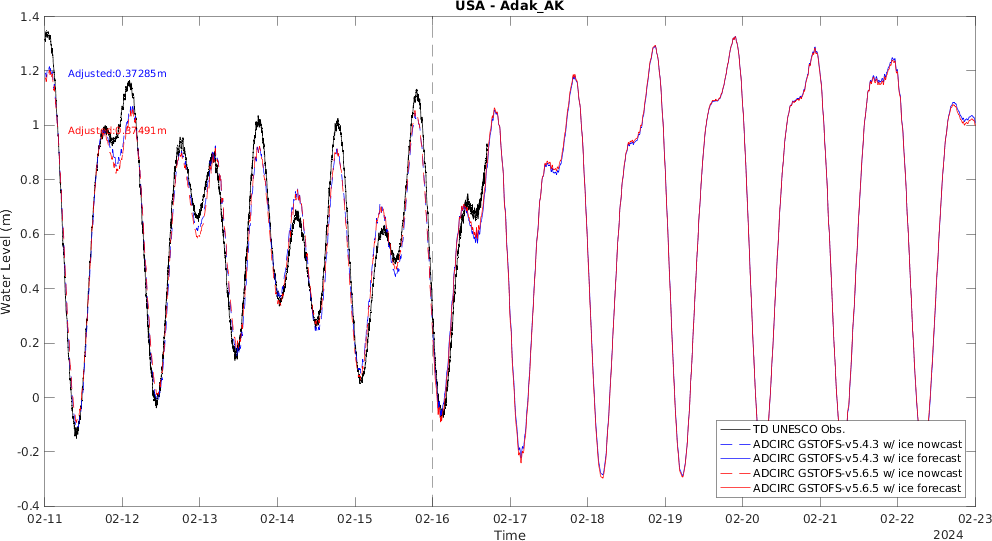 USA - Adak_AK
Water Level (m)
1.4
1.2
1
0.8
0.6
0.4
0.2
0
-0.2
-0.4
Adjusted:0.37285m
Adjusted:0.37491m
TD UNESCO Obs.
ADCIRC GSTOFS-v5.4.3 w/ ice nowcast
ADCIRC GSTOFS-v5.4.3 w/ ice forecast
ADCIRC GSTOFS-v5.6.5 w/ ice nowcast
ADCIRC GSTOFS-v5.6.5 w/ ice forecast
02-11 02-12 02-13 02-14 02-15 02-16 02-17 02-18 02-19 02-20 02-21 02-22 02-23
Time
2024